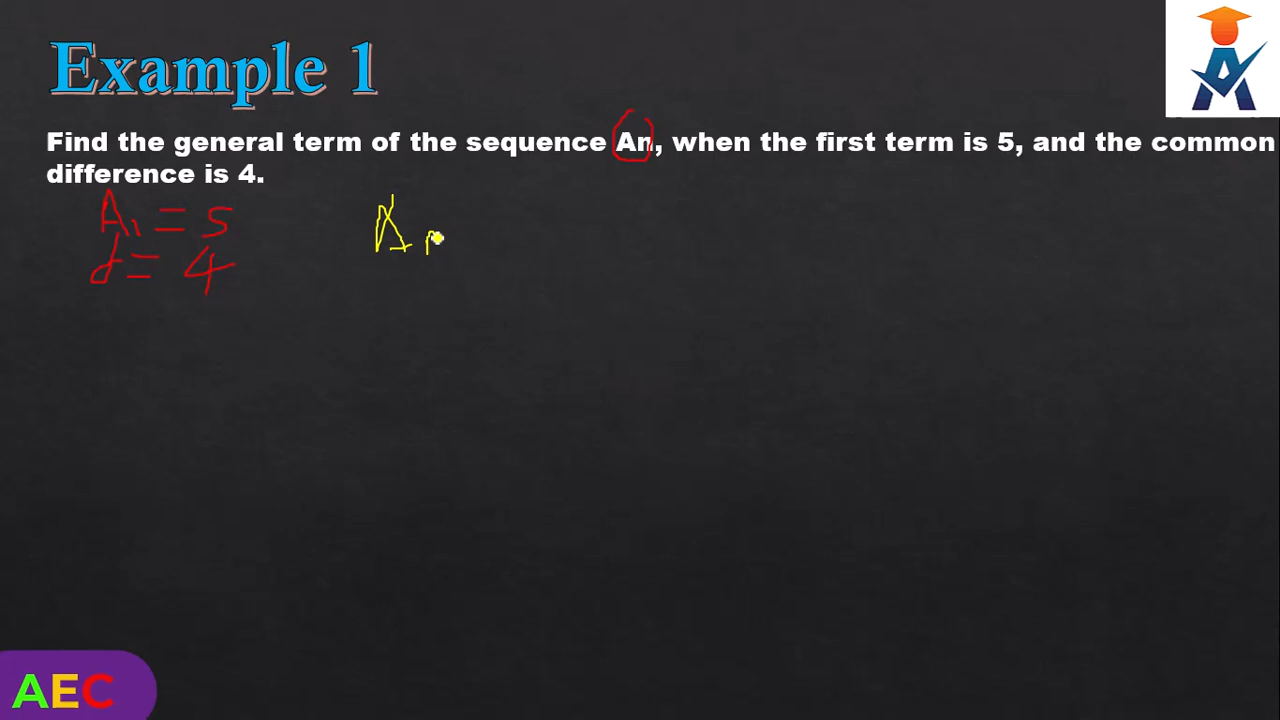 Example 1
Find the general term of the sequence An, when the first term is 5, and the common
difference is 4.
A1 = 5
d = 4
An
AEC